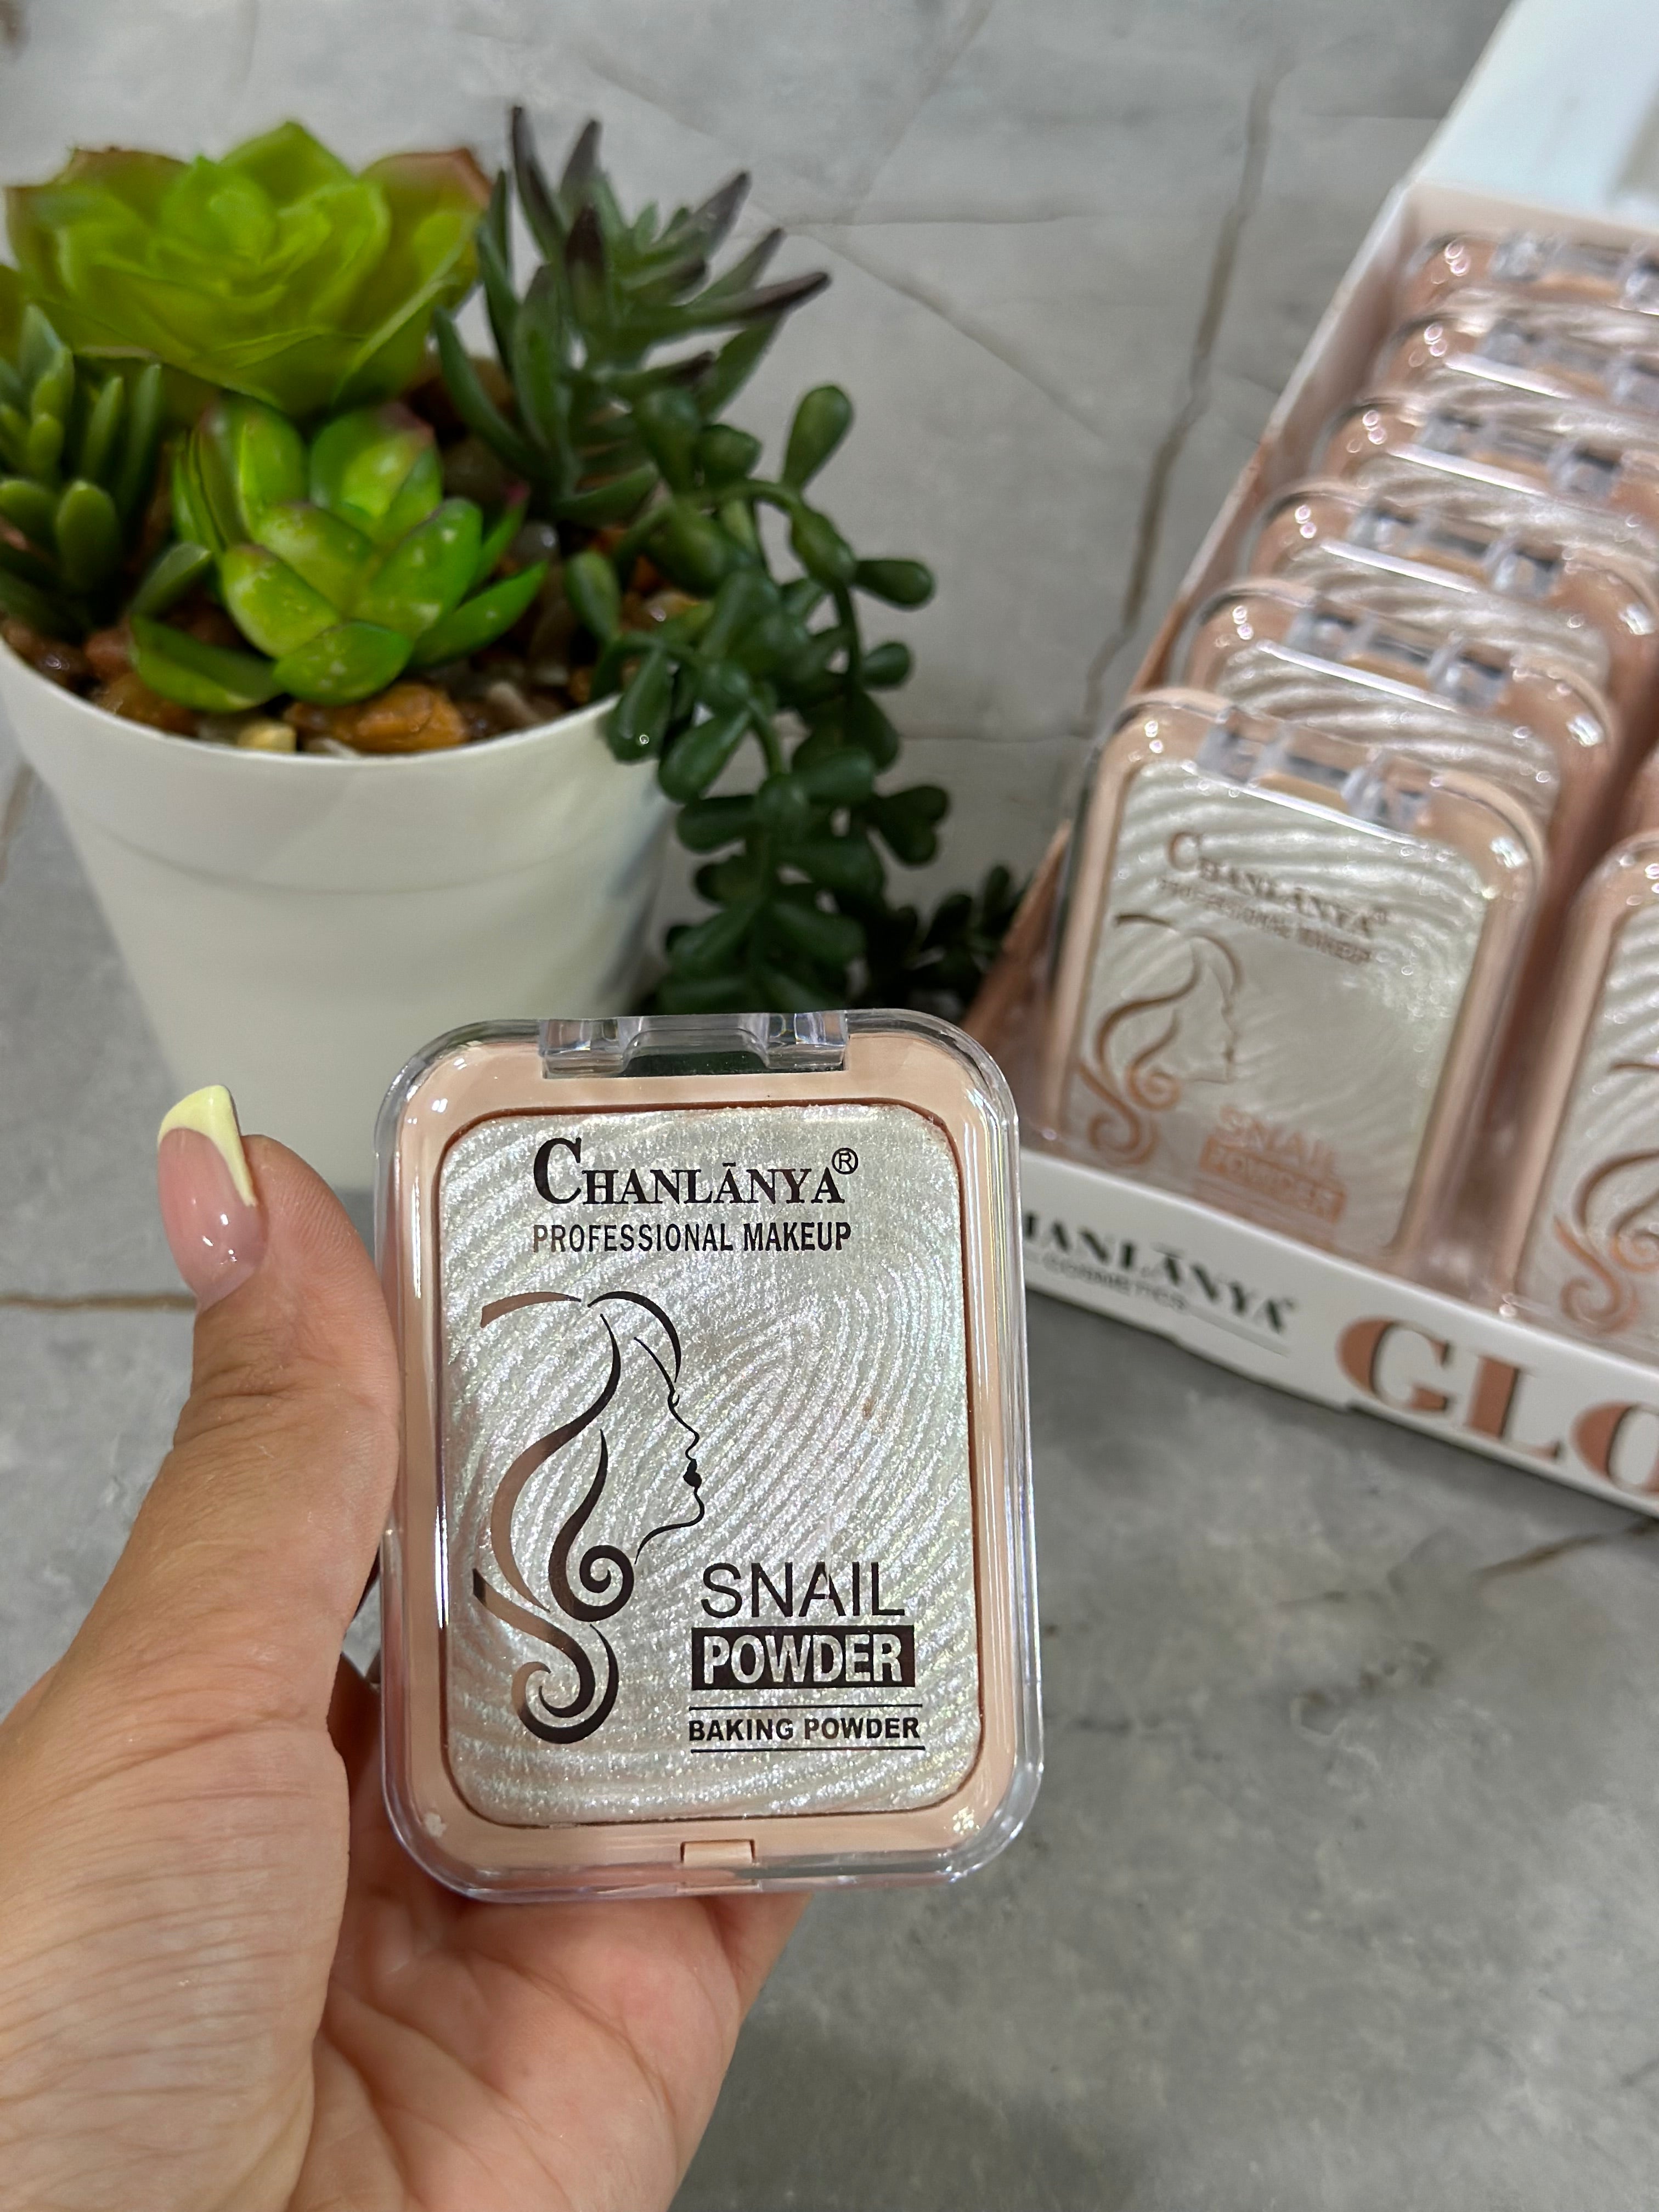 CHANLĀNYA®
PROFESSIONAL MAKEUP
SNAIL
POWDER
BAKING POWDER
CHANLĀNYA®
PROFESSIONAL MAKEUP
SNAIL
POWDER
HANLĀNYA®
COSMETICS
GLO